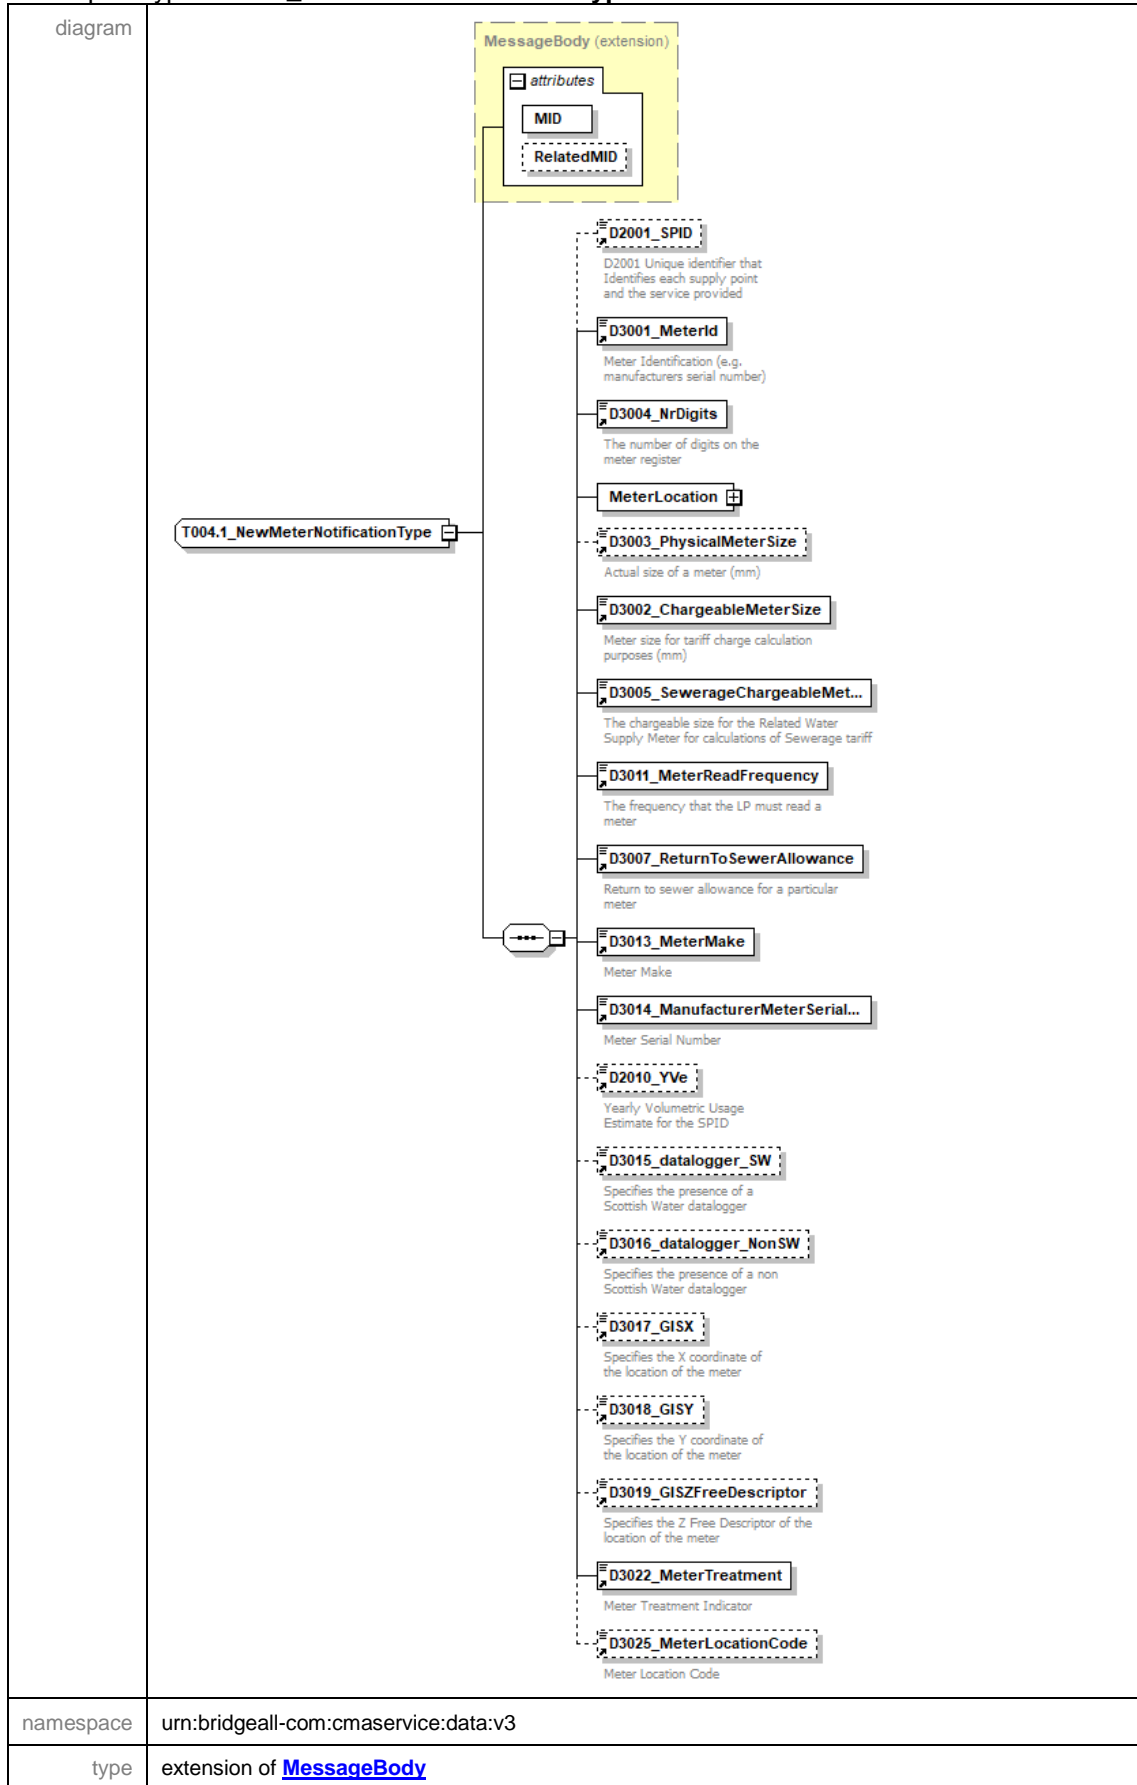 diagram
MessageBody (extension)
attributes
MID
RelatedMID
D2001_SPID
D2001 Unique identifier that
Identifies each supply point
and the service provided
D3001_MeterId
Meter Identification (e.g.
manufacturers serial number)
D3004_NrDigits
The number of digits on the
meter register
MeterLocation
T004.1_NewMeterNotificationType
D3003_PhysicalMeterSize
Actual size of a meter (mm)
D3002_ChargeableMeterSize
Meter size for tariff charge calculation
purposes (mm)
D3005_SewerageChargeableMet...
The chargeable size for the Related Water
Supply Meter for calculations of Sewerage tariff
D3011_MeterReadFrequency
The frequency that the LP must read a
meter
D3007_ReturnToSewerAllowance
Return to sewer allowance for a particular
meter
D3013_MeterMake
Meter Make
D3014_ManufacturerMeterSerial...
Meter Serial Number
D2010_YVe
Yearly Volumetric Usage
Estimate for the SPID
D3015_datalogger_SW
Specifies the presence of a
Scottish Water datalogger
D3016_datalogger_NonSW
Specifies the presence of a non
Scottish Water datalogger
D3017_GISX
Specifies the X coordinate of
the location of the meter
D3018_GISY
Specifies the Y coordinate of
the location of the meter
D3019_GISZFreeDescriptor
Specifies the Z Free Descriptor of the
location of the meter
D3022_MeterTreatment
Meter Treatment Indicator
D3025_MeterLocationCode
Meter Location Code
namespace urn:bridgeall-com:cmaservice:data:v3
type extension of MessageBody